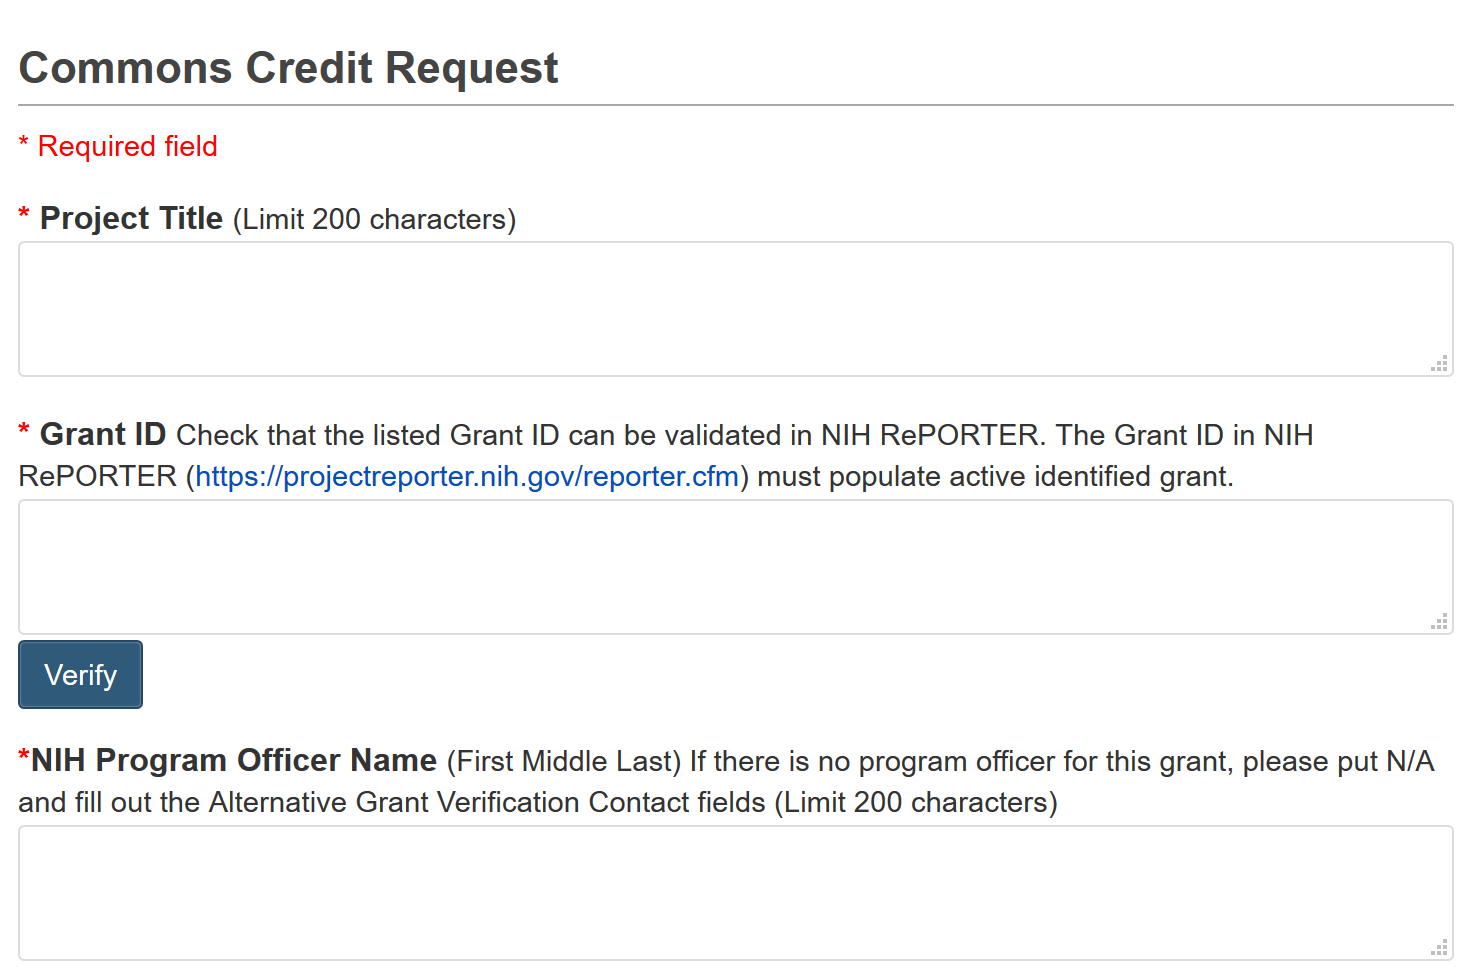 Commons Credit Request
* Required field
* Project Title (Limit 200 characters)
* Grant ID Check that the listed Grant ID can be validated in NIH RePORTER. The Grant ID in NIH
RePORTER (https://projectreporter.nih.gov/reporter.cfm) must populate active identified grant.
Verify
*NIH Program Officer Name (First Middle Last) If there is no program officer for this grant, please put N/A
and fill out the Alternative Grant Verification Contact fields (Limit 200 characters)